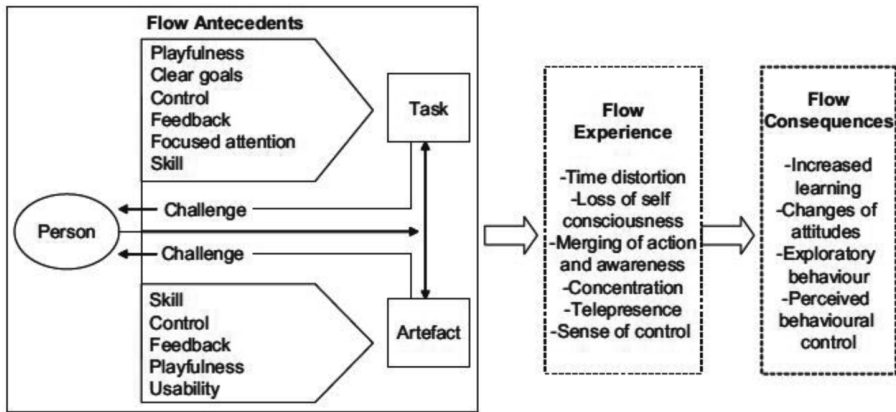 Flow Antecedents
Playfulness
Clear goals
Control
Feedback
Focused attention
Skill
Task
Challenge
Person
Challenge
Skill
Control
Feedback
Playfulness
Usability
Artefact
Flow
Experience
-Time distortion
-Loss of self
consciousness
-Merging of action
and awareness
-Concentration
-Telepresence
-Sense of control
Flow
Consequences
-Increased
learning
-Changes of
attitudes
-Exploratory
behaviour
-Perceived
behavioural
control